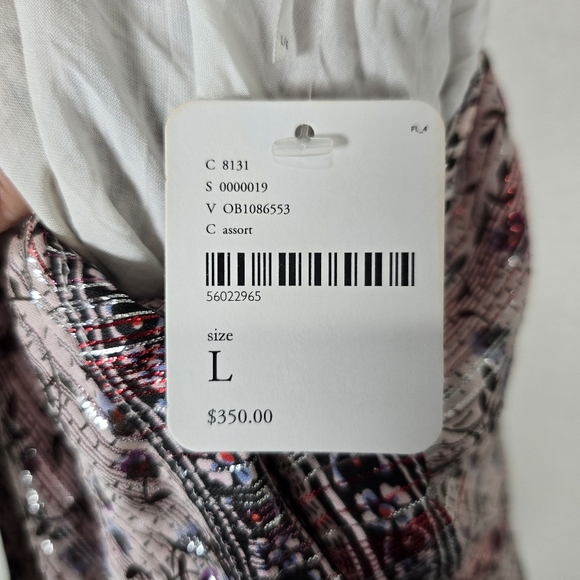 C 8131
S 0000019
V OB1086553
C assort
56022965
size
L
$350.00